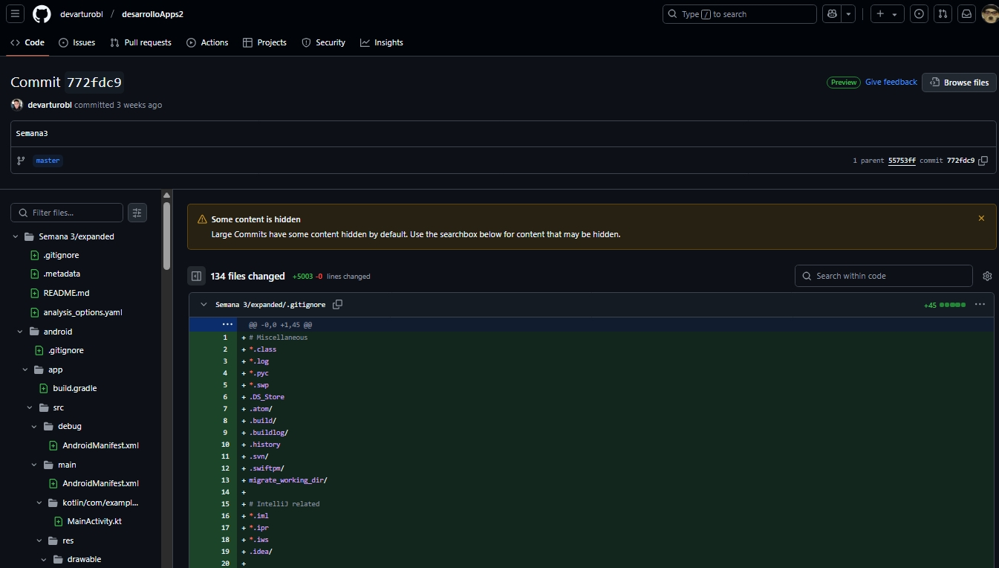 devarturobl / desarrolloApps2
Type / to search
Code
Issues
Pull requests
Actions
Projects
Security
Insights
Commit 772fdc9
Preview
Give feedback
Browse files
devarturobl committed 3 weeks ago
Semana3
master
1 parent 55753ff commit 772fdc9
Filter files...
Semana 3/expanded
.gitignore
.metadata
README.md
analysis_options.yaml
android
.gitignore
app
build.gradle
src
debug
AndroidManifest.xml
main
AndroidManifest.xml
kotlin/com/exampl...
MainActivity.kt
res
drawable
Some content is hidden
Large Commits have some content hidden by default. Use the searchbox below for content that may be hidden.
134 files changed +5003 -0 lines changed
Search within code
Semana 3/expanded/.gitignore
+45
@@ -0,0 +1,45 @@
1 + # Miscellaneous
2 + *.class
3 + *.log
4 + *.pyc
5 + *.swp
6 + .DS_Store
7 + .atom/
8 + .build/
9 + .buildlog/
10 + .history
11 + .svn/
12 + .swiftpm/
13 + migrate_working_dir/
14 +
15 + # IntelliJ related
16 + *.iml
17 + *.ipr
18 + *.iws
19 + .idea/
20 +